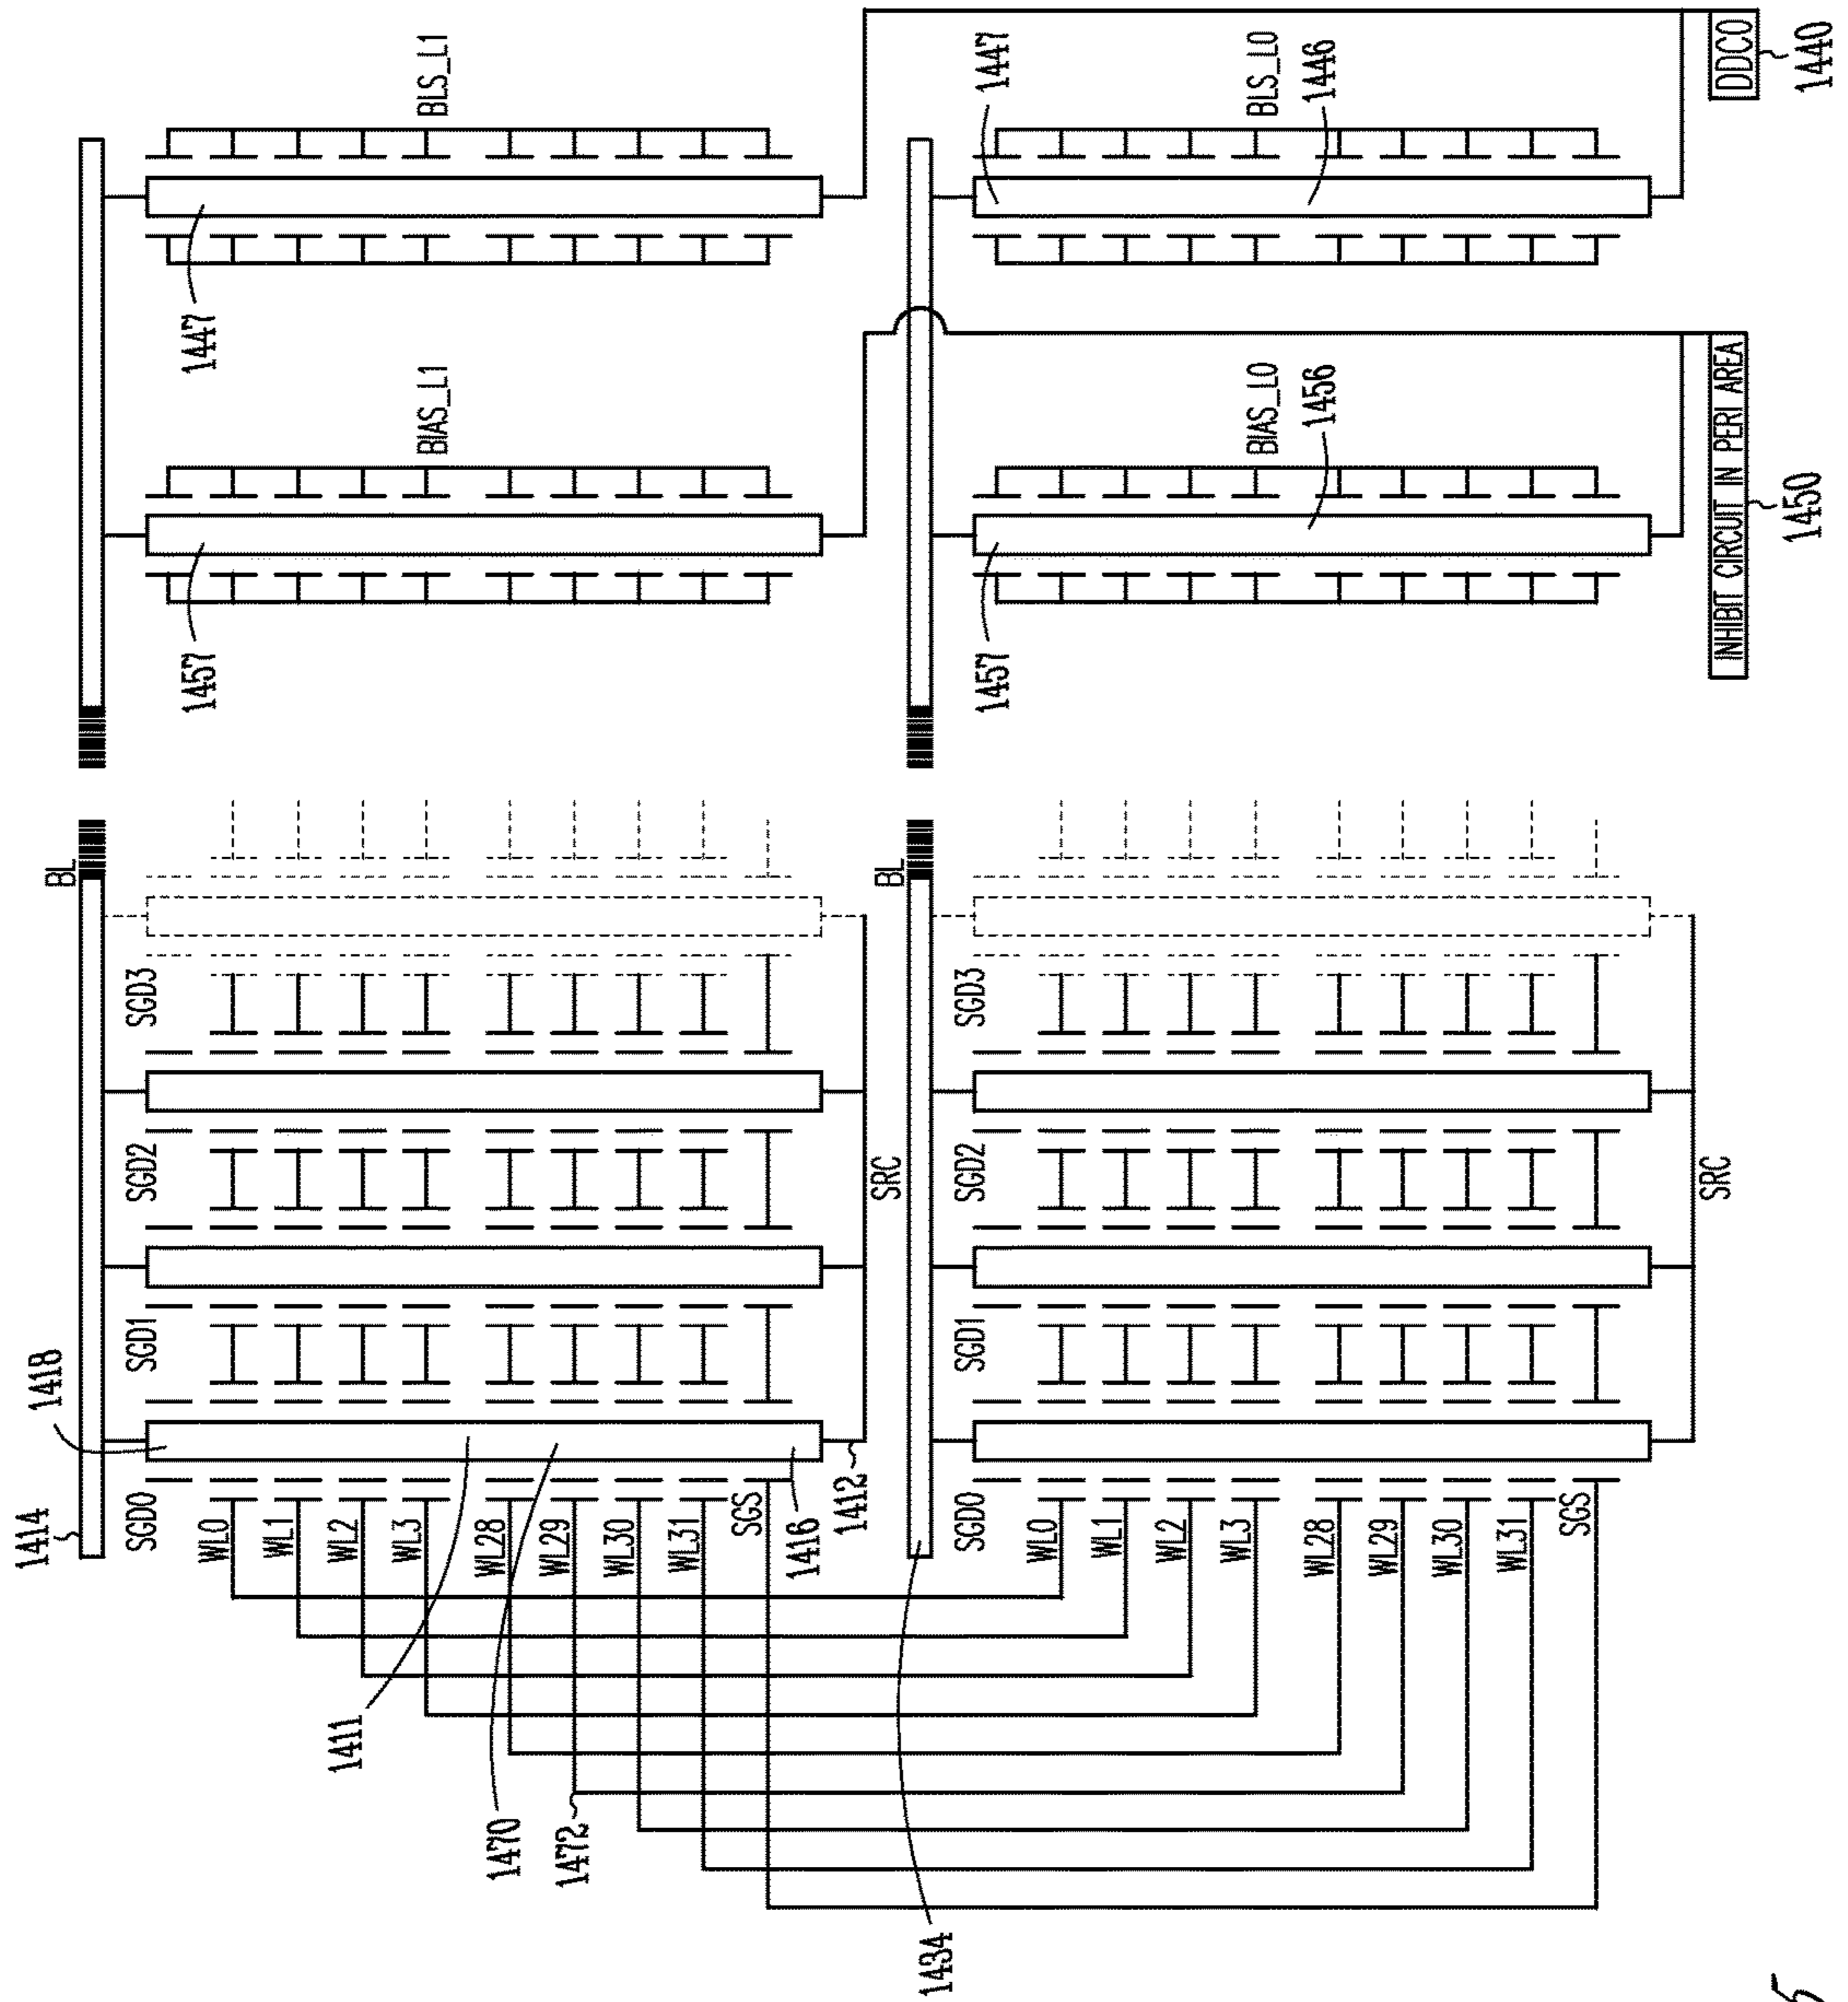 1414
1418
BL
SGD0
SGD1
SGD2
SGD3
WL0
WL1
WL2
WL3
WL28
WL29
WL30
WL31
SGS
1411
1470
1472
1416
1412
SRC
1457
BIAS_L1
1447
BLS_L1
1434
BL
SGD0
SGD1
SGD2
SGD3
WL0
WL1
WL2
WL3
WL28
WL29
WL30
WL31
SGS
SRC
1457
BIAS_L0
1456
1447
BLS_L0
1446
INHIBIT CIRCUIT IN PERI AREA
1450
DDC0
1440
5